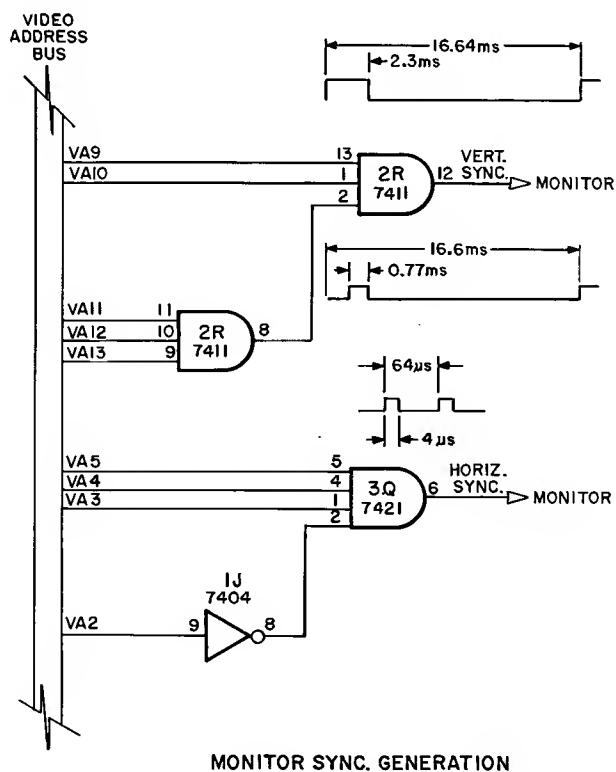 VIDEO
ADDRESS
BUS
16.64ms
2.3ms
VA9
13
VA10
1
2
2R
7411
12
VERT.
SYNC.
MONITOR
16.6ms
0.77ms
VA11
11
VA12
10
VA13
9
2R
7411
8
64µs
4µs
VA5
5
VA4
4
VA3
1
2
3Q
7421
6
HORIZ.
SYNC.
MONITOR
1J
7404
VA2
9
8
MONITOR SYNC. GENERATION